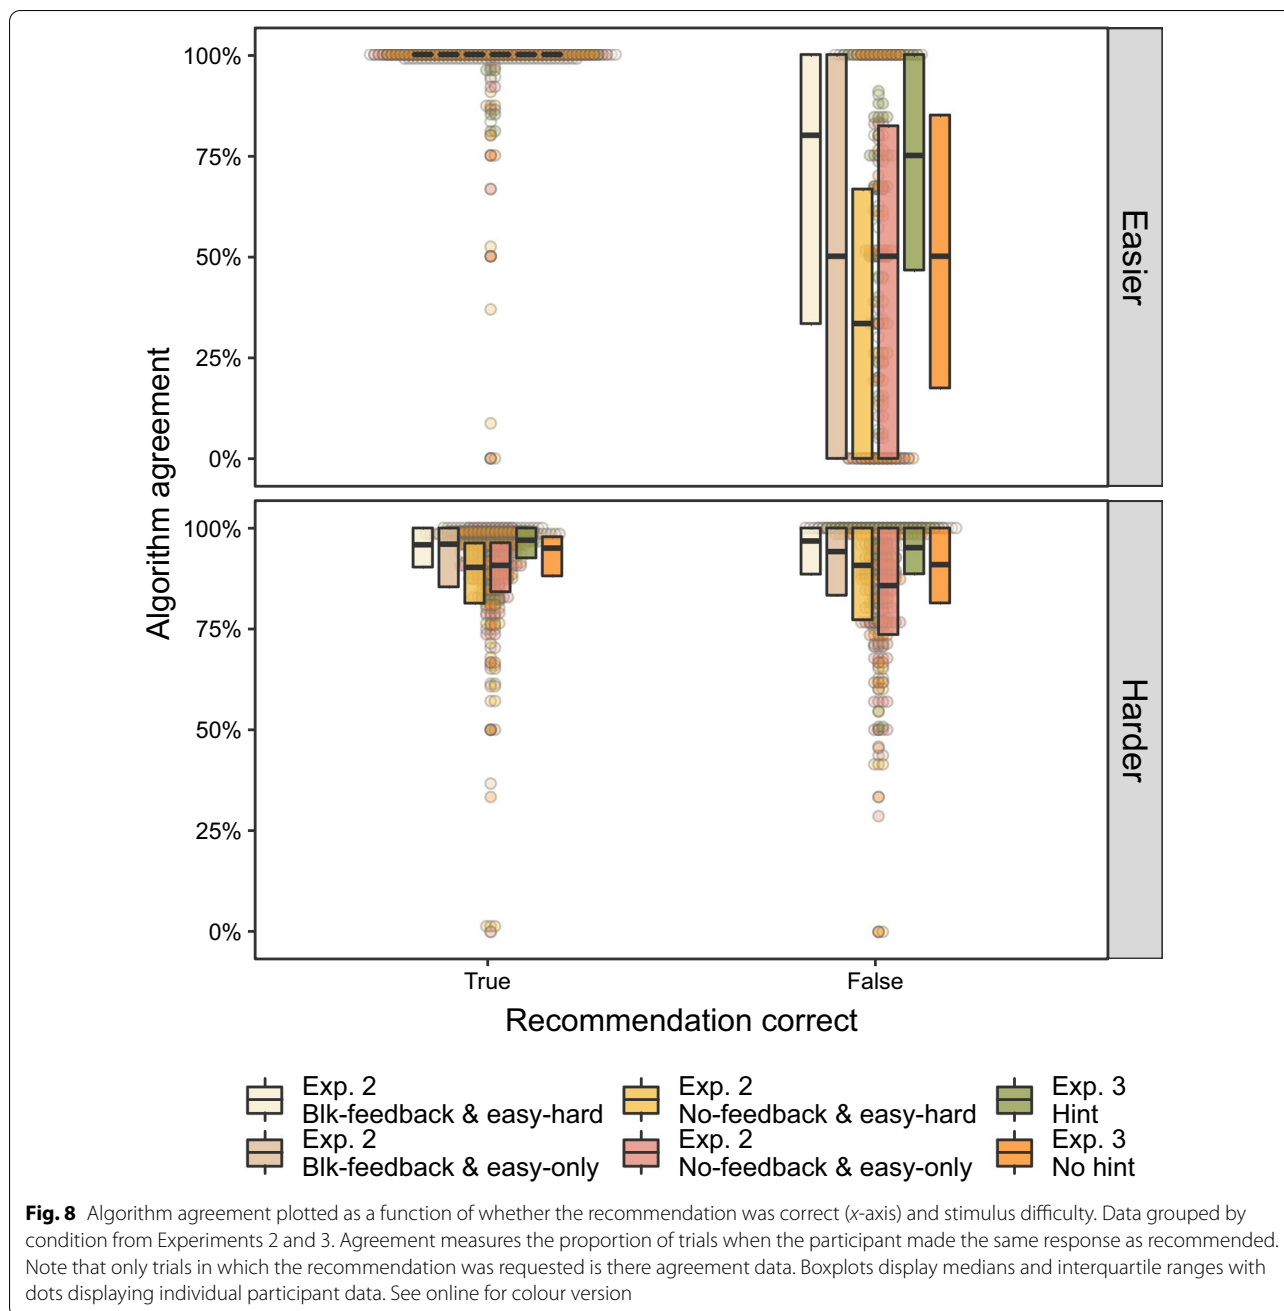 100%
75%
50%
25%
0%
Easier
Algorithm agreement
100%
75%
50%
25%
0%
Harder
True
False
Recommendation correct
Exp. 2
Blk-feedback & easy-hard
Exp. 2
Blk-feedback & easy-only
Exp. 2
No-feedback & easy-hard
Exp. 2
No-feedback & easy-only
Exp. 3
Hint
Exp. 3
No hint
Fig. 8 Algorithm agreement plotted as a function of whether the recommendation was correct (x-axis) and stimulus difficulty. Data grouped by
condition from Experiments 2 and 3. Agreement measures the proportion of trials when the participant made the same response as recommended.
Note that only trials in which the recommendation was requested is there agreement data. Boxplots display medians and interquartile ranges with
dots displaying individual participant data. See online for colour version